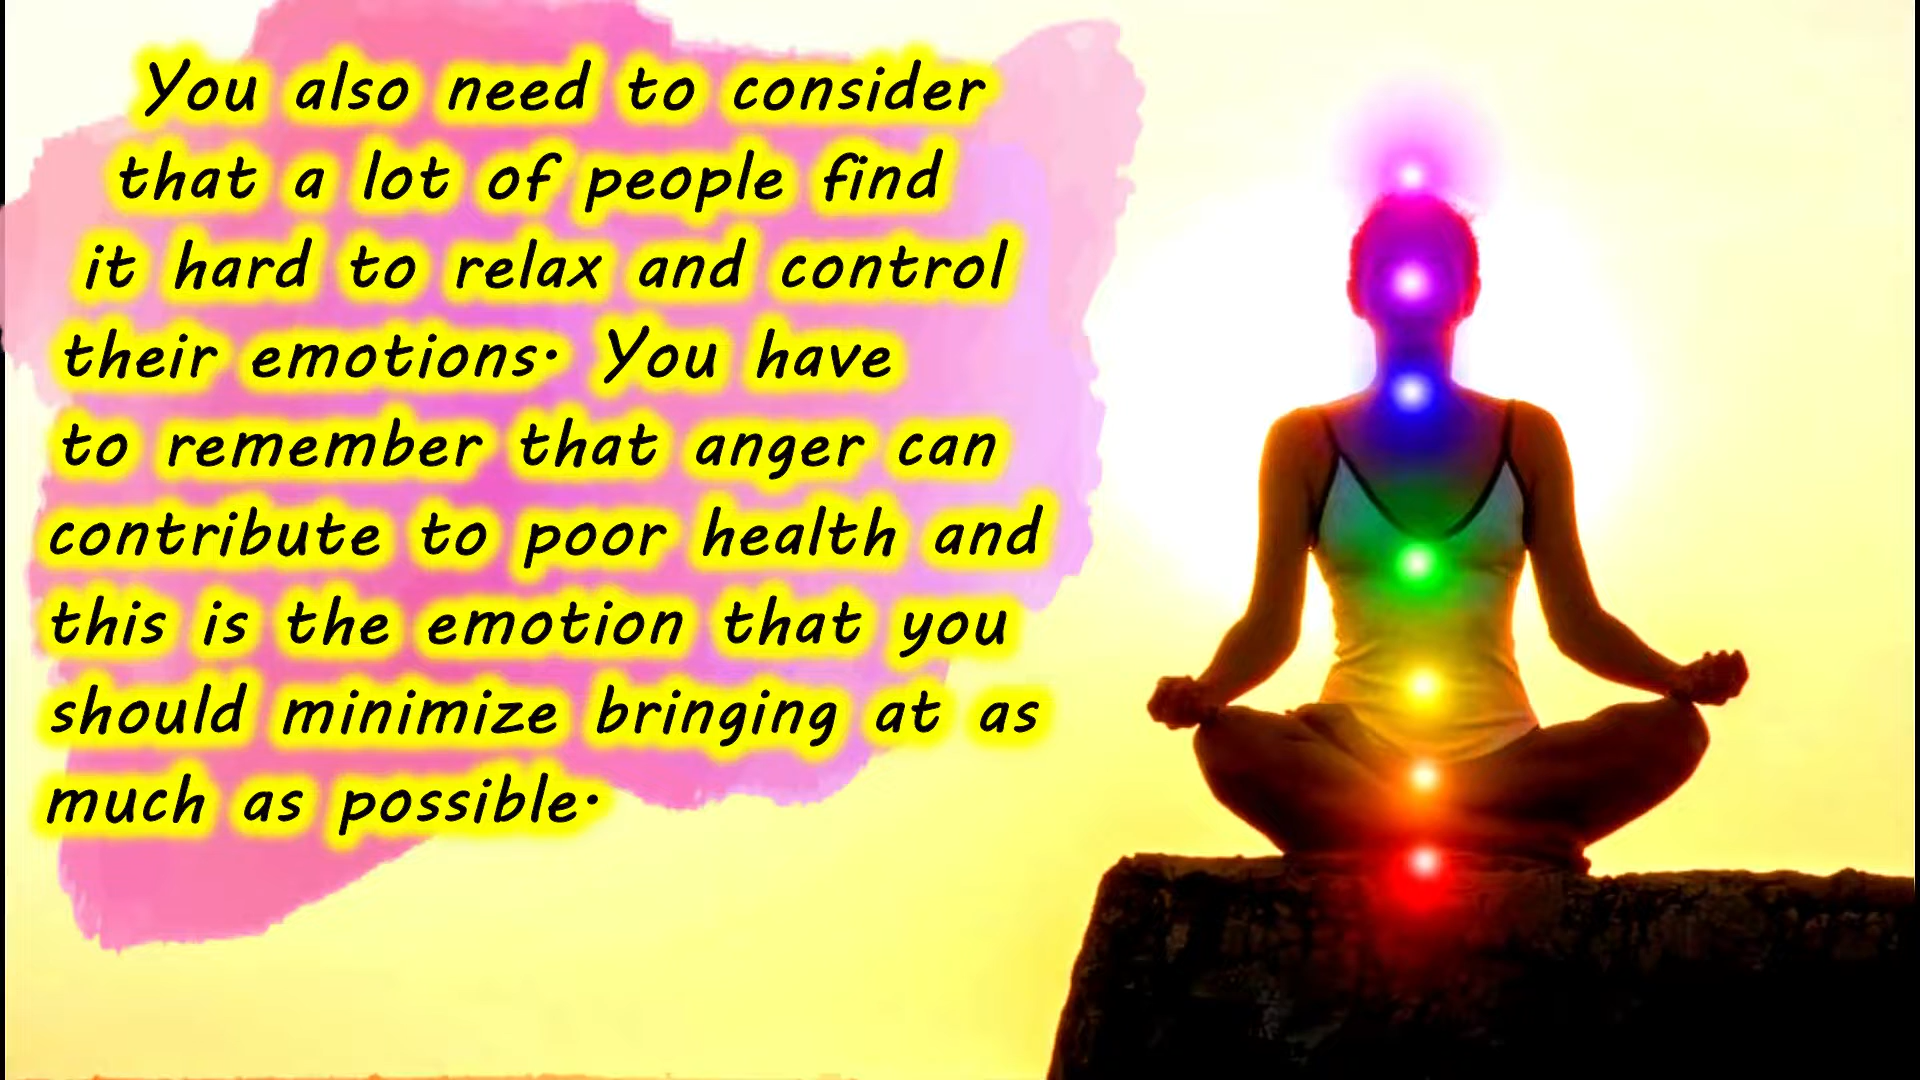 You also need to consider
that a lot of people find
it hard to relax and control
their emotions. You have
to remember that anger can
contribute to poor health and
this is the emotion that you
should minimize bringing at as
much as possible.